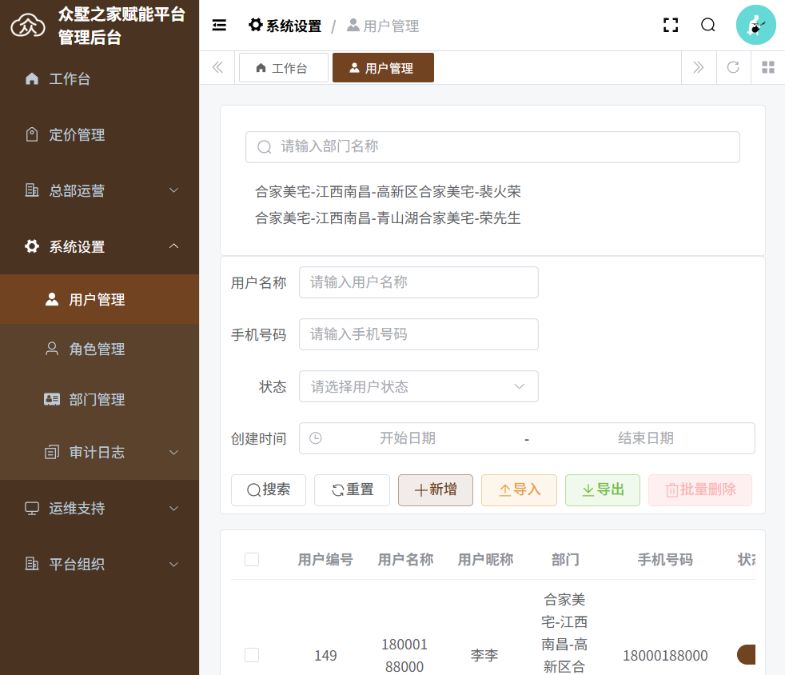 众墅之家赋能平台
管理后台
系统设置 / 用户管理
工作台
用户管理
工作台
定价管理
总部运营
系统设置
用户管理
角色管理
部门管理
审计日志
运维支持
平台组织
请输入部门名称
合家美宅-江西南昌-高新区合家美宅-裴火荣
合家美宅-江西南昌-青山湖合家美宅-荣先生
用户名称 请输入用户名称
手机号码 请输入手机号码
状态 请选择用户状态
创建时间 开始日期 - 结束日期
搜索 重置 新增 导入 导出 批量删除
用户编号 用户名称 用户昵称 部门 手机号码
149
180001
88000
李李
合家美
宅-江西
南昌-高
新区合
18000188000